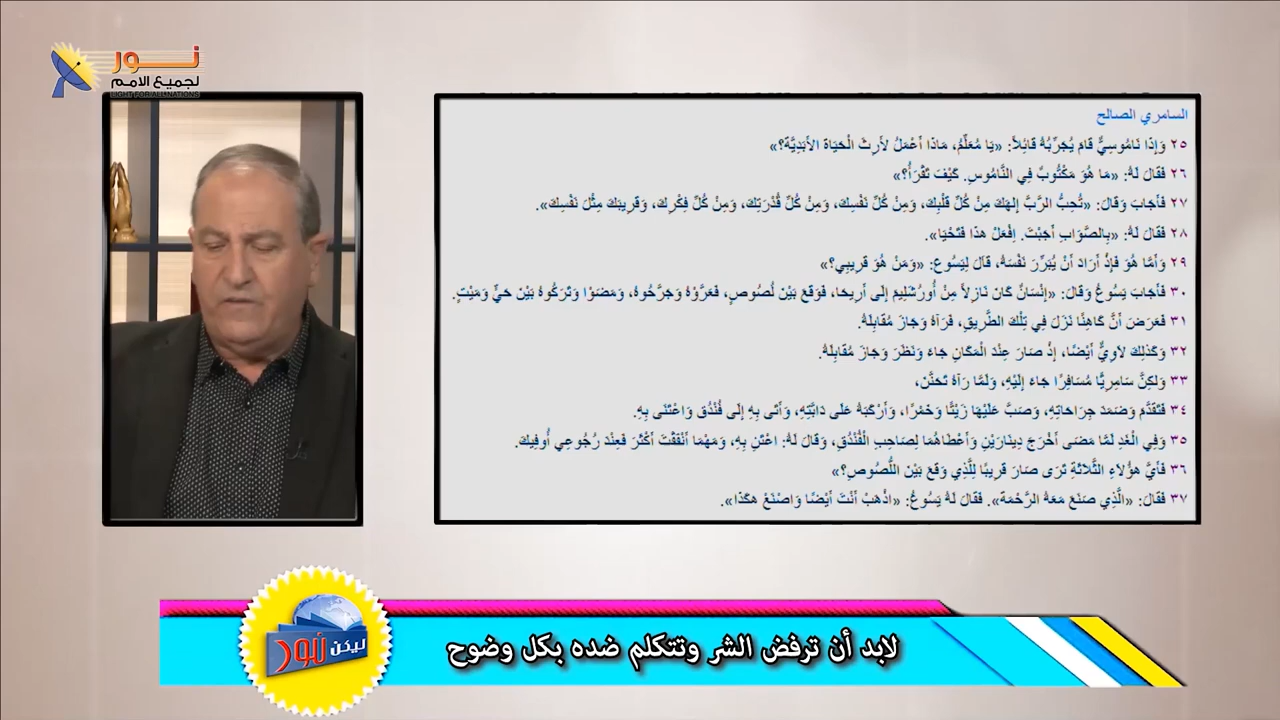 نـــور
لجميع الامم
LIGHT FOR ALL NATIONS
السامري الصالح
٢٥ وَإِذَا نَامُوسِيٌّ قَامَ يُجَرِّبُهُ قَائِلاً: «يَا مُعَلِّمُ، مَاذَا أَعْمَلُ لأَرِثَ الْحَيَاةَ الأَبَدِيَّةَ؟»
٢٦ فَقَالَ لَهُ: «مَا هُوَ مَكْتُوبٌ فِي النَّامُوسِ. كَيْفَ تَقْرَأُ؟»
٢٧ فَأَجَابَ وَقَالَ: «تُحِبُّ الرَّبَّ إِلهَكَ مِنْ كُلِّ قَلْبِكَ، وَمِنْ كُلِّ نَفْسِكَ، وَمِنْ كُلِّ قُدْرَتِكَ، وَمِنْ كُلِّ فِكْرِكَ، وَقَرِيبَكَ مِثْلَ نَفْسِكَ».
٢٨ فَقَالَ لَهُ: «بِالصَّوَابِ أَجَبْتَ. اِفْعَلْ هذَا فَتَحْيَا».
٢٩ وَأَمَّا هُوَ فَإِذْ أَرَادَ أَنْ يُبَرِّرَ نَفْسَهُ، قَالَ لِيَسُوعَ: «وَمَنْ هُوَ قَرِيبِي؟»
٣٠ فَأَجَابَ يَسُوعُ وَقَالَ: «إِنْسَانٌ كَانَ نَازِلاً مِنْ أُورُشَلِيمَ إِلَى أَرِيحَا، فَوَقَعَ بَيْنَ لُصُوصٍ، فَعَرَّوْهُ وَجَرَّحُوهُ، وَمَضَوْا وَتَرَكُوهُ بَيْنَ حَيٍّ وَمَيْتٍ.
٣١ فَعَرَضَ أَنَّ كَاهِنًا نَزَلَ فِي تِلْكَ الطَّرِيقِ، فَرَآهُ وَجَازَ مُقَابِلَهُ.
٣٢ وَكَذلِكَ لاَوِيٌّ أَيْضًا، إِذْ صَارَ عِنْدَ الْمَكَانِ جَاءَ وَنَظَرَ وَجَازَ مُقَابِلَهُ.
٣٣ وَلكِنَّ سَامِرِيًّا مُسَافِرًا جَاءَ إِلَيْهِ، وَلَمَّا رَآهُ تَحَنَّنَ،
٣٤ فَتَقَدَّمَ وَضَمَدَ جِرَاحَاتِهِ، وَصَبَّ عَلَيْهَا زَيْتًا وَخَمْرًا، وَأَرْكَبَهُ عَلَى دَابَّتِهِ، وَأَتَى بِهِ إِلَى فُنْدُق وَاعْتَنَى بِهِ.
٣٥ وَفِي الْغَدِ لَمَّا مَضَى أَخْرَجَ دِينَارَيْنِ وَأَعْطَاهُمَا لِصَاحِبِ الْفُنْدُقِ، وَقَالَ لَهُ: اعْتَنِ بِهِ، وَمَهْمَا أَنْفَقْتَ أَكْثَرَ فَعِنْدَ رُجُوعِي أُوفِيكَ.
٣٦ فَأَيَّ هؤُلاَءِ الثَّلاَثَةِ تَرَى صَارَ قَرِيبًا لِلَّذِي وَقَعَ بَيْنَ اللُّصُوصِ؟»
٣٧ فَقَالَ: «الَّذِي صَنَعَ مَعَهُ الرَّحْمَةَ». فَقَالَ لَهُ يَسُوعُ: «اذْهَبْ أَنْتَ أَيْضًا وَاصْنَعْ هكَذَا».
لابد أن ترفض الشر وتتكلم ضده بكل وضوح
ليكن نور